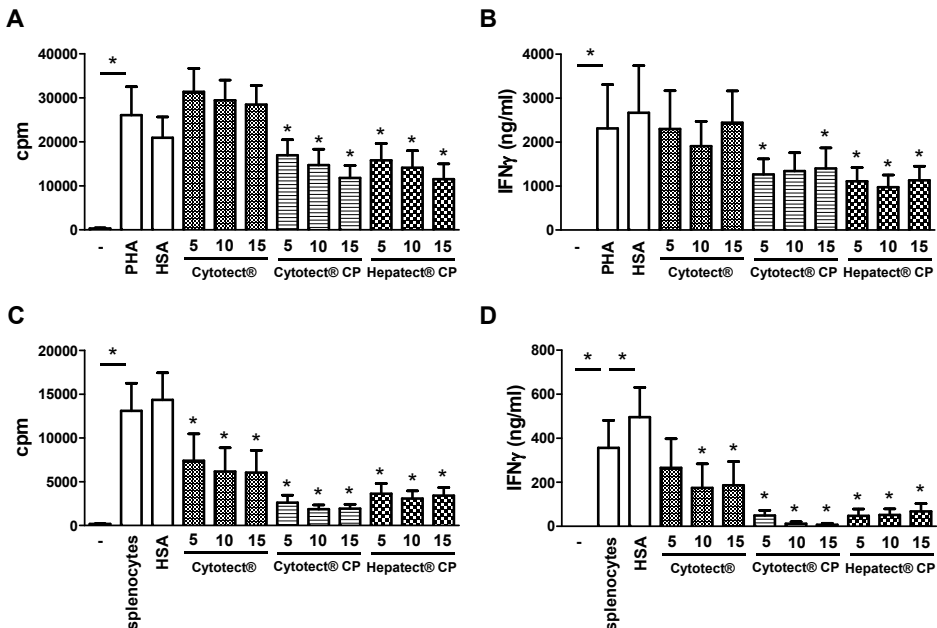 A
cpm
40000
30000
20000
10000
0
*
* * * * * *
-
PHA
HSA
5 10 15 5 10 15 5 10 15
Cytotect® Cytotect® CP Hepatect® CP
B
IFNγ (ng/ml)
4000
3000
2000
1000
0
*
* * * * *
-
PHA
HSA
5 10 15 5 10 15 5 10 15
Cytotect® Cytotect® CP Hepatect® CP
C
cpm
20000
15000
10000
5000
0
*
* * * * * * * * *
-
splenocytes
HSA
5 10 15 5 10 15 5 10 15
Cytotect® Cytotect® CP Hepatect® CP
D
IFNγ (ng/ml)
800
600
400
200
0
* *
* * * * * * * *
-
splenocytes
HSA
5 10 15 5 10 15 5 10 15
Cytotect® Cytotect® CP Hepatect® CP